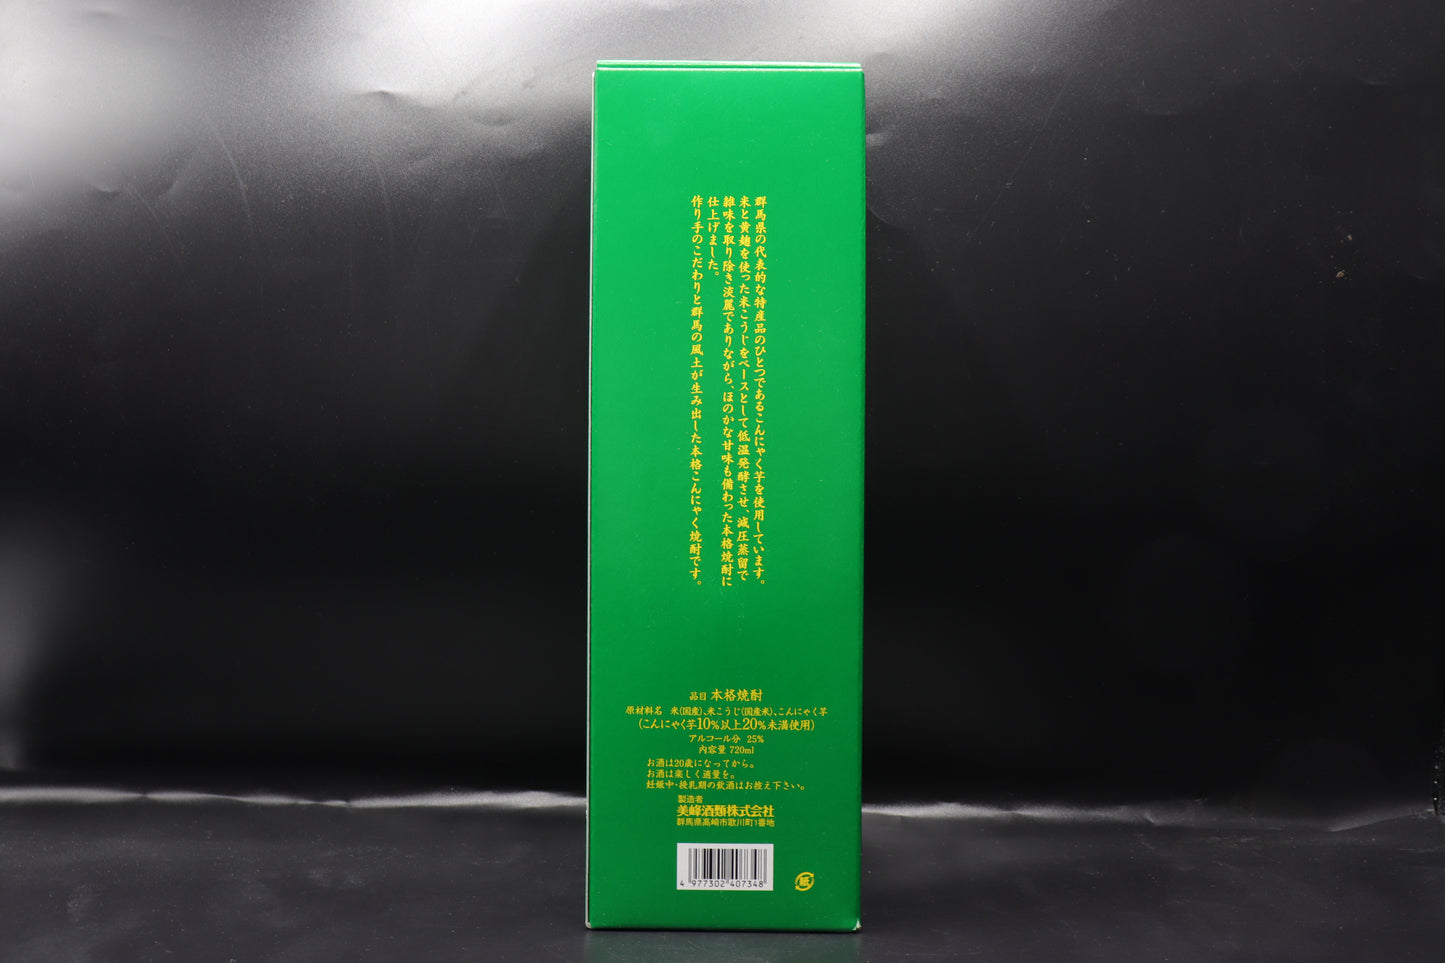 群馬県の代表的な特産品のひとつであるこんにゃく芋を使用しています。
米と黄麹を使った米こうじをベースとして低温発酵させ、減圧蒸留で
雑味を取り除き淡麗でありながら、ほのかな甘味も備わった本格焼酎に
仕上げました。
作り手のこだわりと群馬の風土が生み出した本格こんにゃく焼酎です。
品目 本格焼酎
原材料名 米(国産)、米こうじ(国産米)、こんにゃく芋
(こんにゃく芋10%以上20%未満使用)
アルコール分 25%
内容量 720ml
お酒は20歳になってから。
お酒は楽しく適量を。
妊娠中・授乳期の飲酒はお控え下さい。
製造者
美峰酒類株式会社
群馬県高崎市歌川町1番地
4 977302 407348
紙